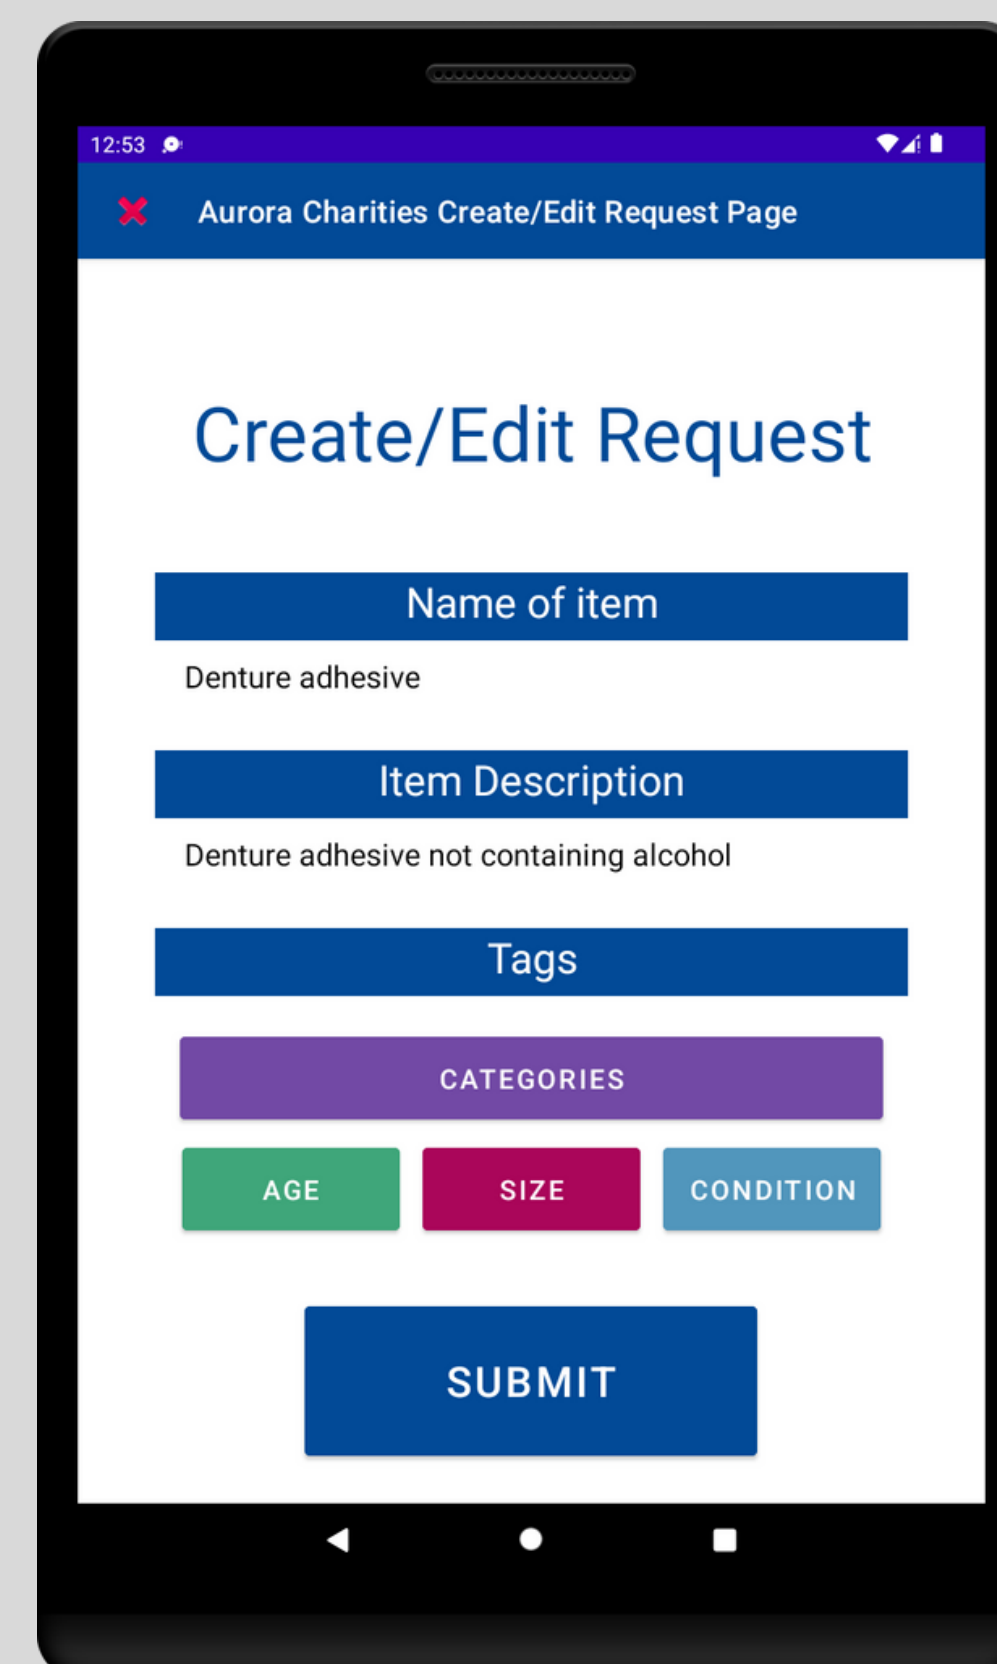 12:53
Aurora Charities Create/Edit Request Page
Create/Edit Request
Name of item
Denture adhesive
Item Description
Denture adhesive not containing alcohol
Tags
CATEGORIES
AGE SIZE CONDITION
SUBMIT